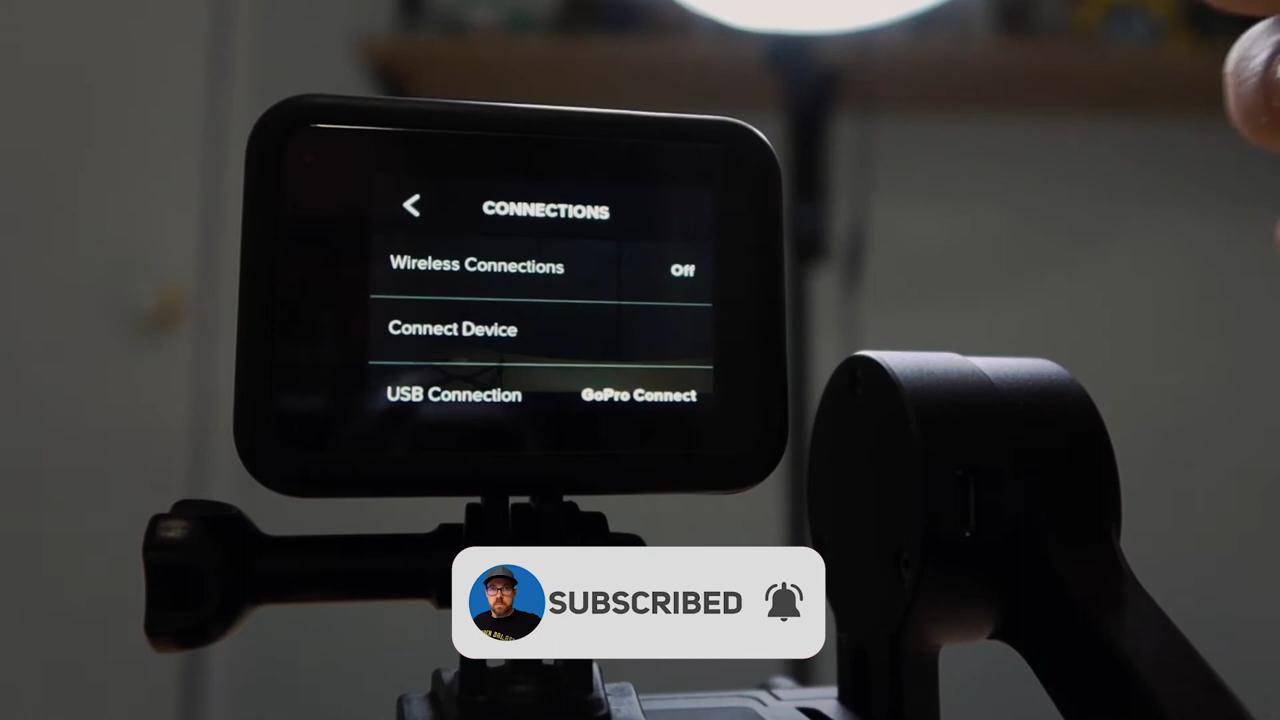 CONNECTIONS
Wireless Connections Off
Connect Device
USB Connection GoPro Connect
SUBSCRIBED